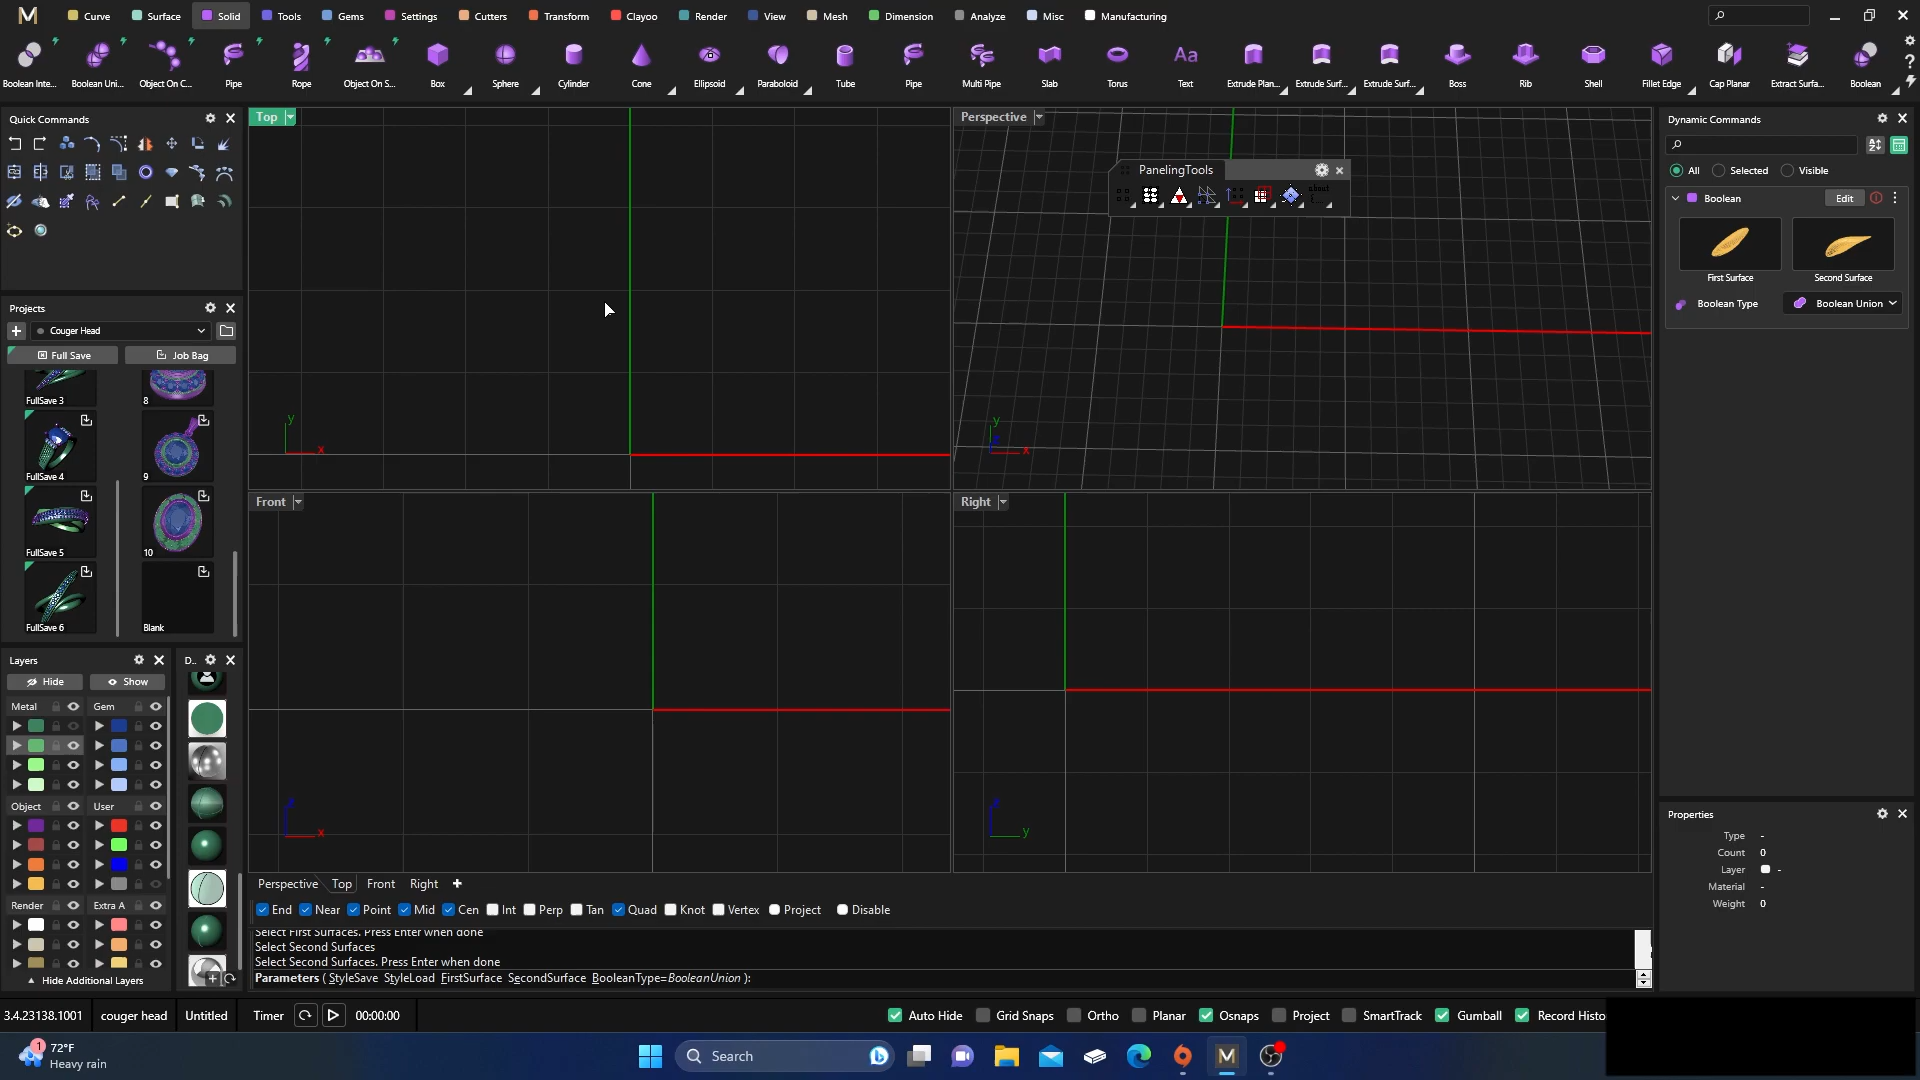 Curve Surface Solid Tools Gems Settings Cutters Transform Clayoo Render View Mesh Dimension Analyze Misc Manufacturing
Boolean Inte... Boolean Uni... Object On C... Pipe Rope Object On S... Box Sphere Cylinder Cone Ellipsoid Paraboloid Tube Pipe Multi Pipe Slab Torus Text Extrude Plan... Extrude Surf... Extrude Surf... Boss Rib Shell Fillet Edge Cap Planar Extract Surfa... Boolean
Quick Commands
Projects
Couger Head
Full Save Job Bag
FullSave 3 8
FullSave 4 9
FullSave 5 10
FullSave 6 Blank
Layers D..
Hide Show
Metal Gem
Object User
Render Extra A
Hide Additional Layers
Top
Perspective
PanelingTools
about
y
x
y
x
Front
Right
x
y
Perspective Top Front Right
End Near Point Mid Cen Int Perp Tan Quad Knot Vertex Project Disable
Select First Surfaces. Press Enter when done
Select Second Surfaces
Select Second Surfaces. Press Enter when done
Parameters ( StyleSave StyleLoad FirstSurface SecondSurface BooleanType=BooleanUnion ):
Dynamic Commands
All Selected Visible
Boolean Edit
First Surface Second Surface
Boolean Type Boolean Union
Properties
Type -
Count 0
Layer -
Material -
Weight 0
3.4.23138.1001 couger head Untitled Timer 00:00:00 Auto Hide Grid Snaps Ortho Planar Osnaps Project SmartTrack Gumball Record Histo
1
72°F
Heavy rain
Search